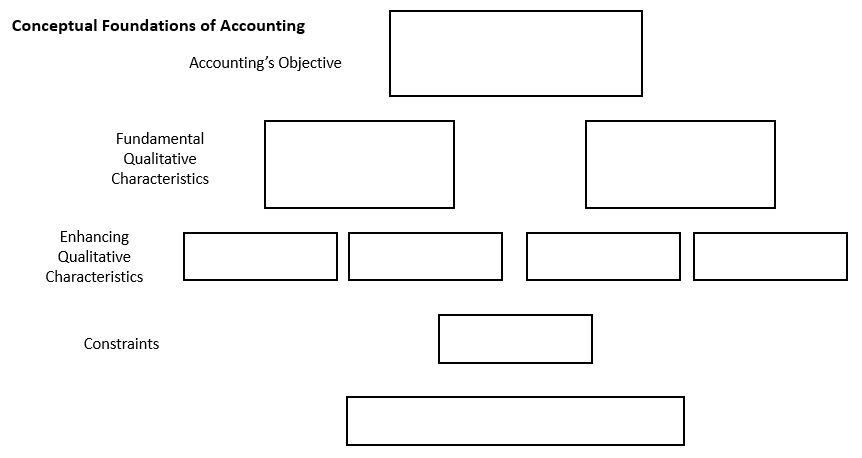 Conceptual Foundations of Accounting
Accounting’s Objective
Fundamental
Qualitative
Characteristics
Enhancing
Qualitative
Characteristics
Constraints